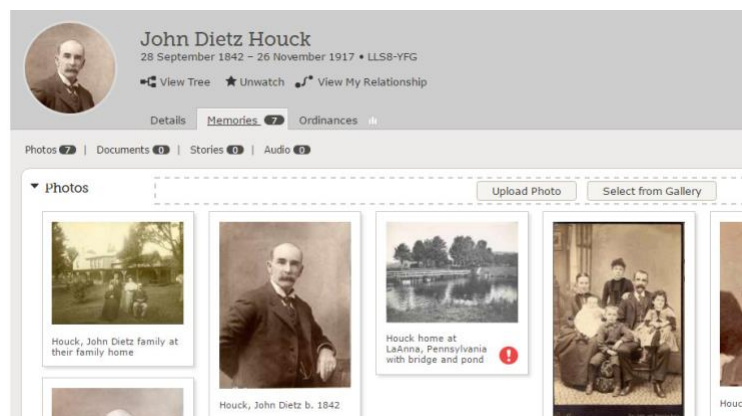 John Dietz Houck
28 September 1842 – 26 November 1917 • LLS8-YFG
View Tree Unwatch View My Relationship
Details Memories 7 Ordinances
Photos 7 | Documents 0 | Stories 0 | Audio 0
Photos
Upload Photo Select from Gallery
Houck, John Dietz family at
their family home
Houck, John Dietz b. 1842
Houck home at
LaAnna, Pennsylvania
with bridge and pond
Houc